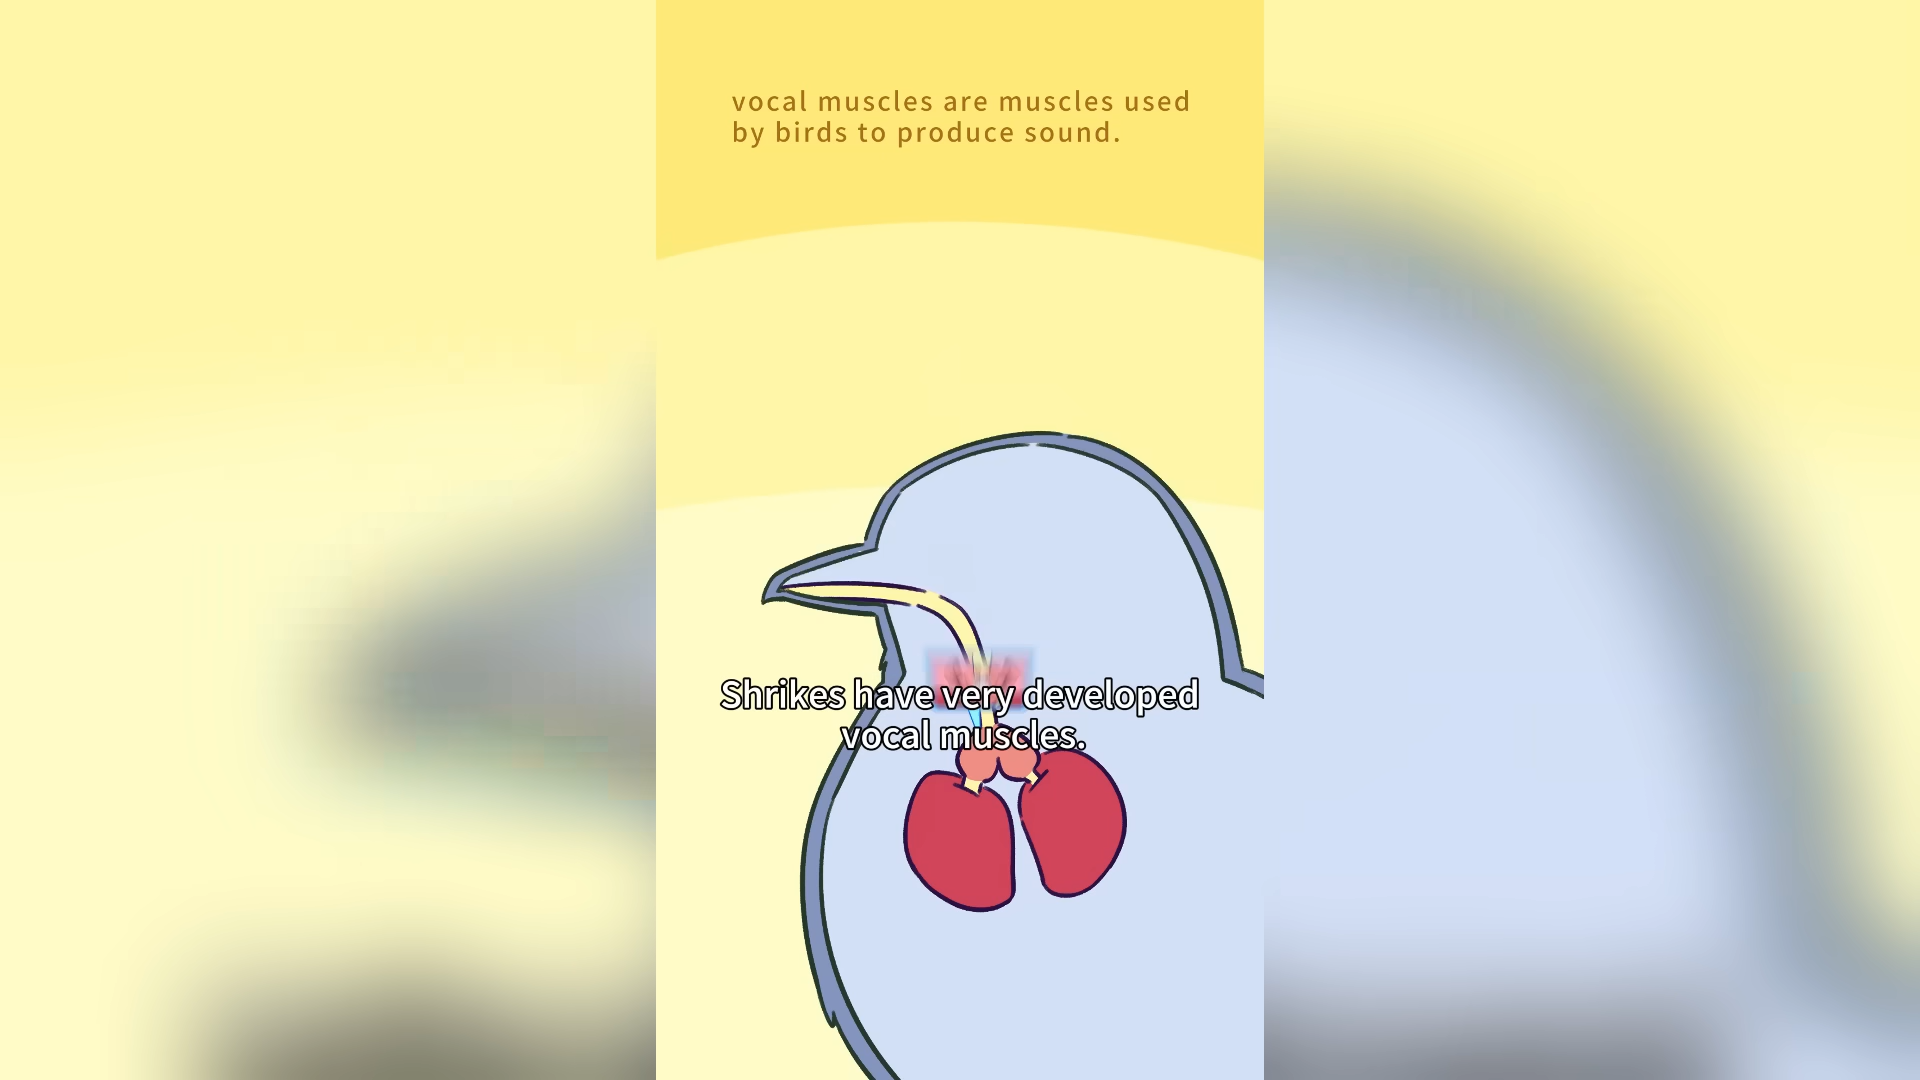 vocal muscles are muscles used
by birds to produce sound.
Shrikes have very developed
vocal muscles.